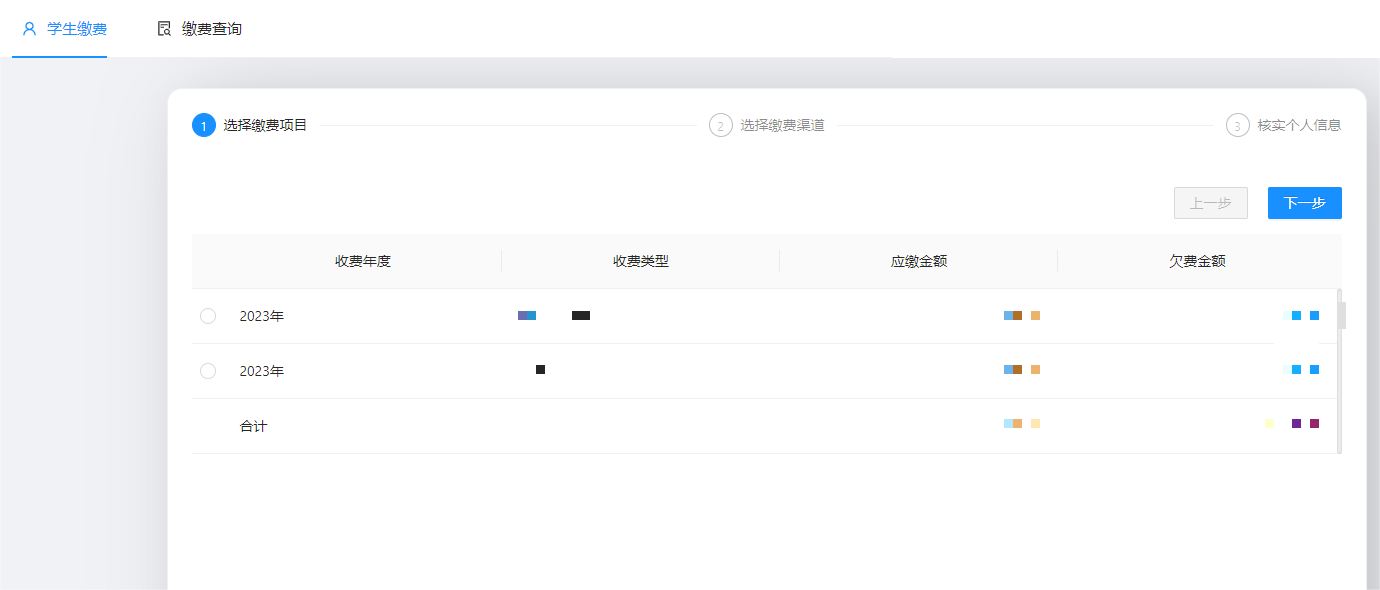 学生缴费 缴费查询
1 选择缴费项目 2 选择缴费渠道 3 核实个人信息
上一步 下一步
收费年度 收费类型 应缴金额 欠费金额
2023年
2023年
合计